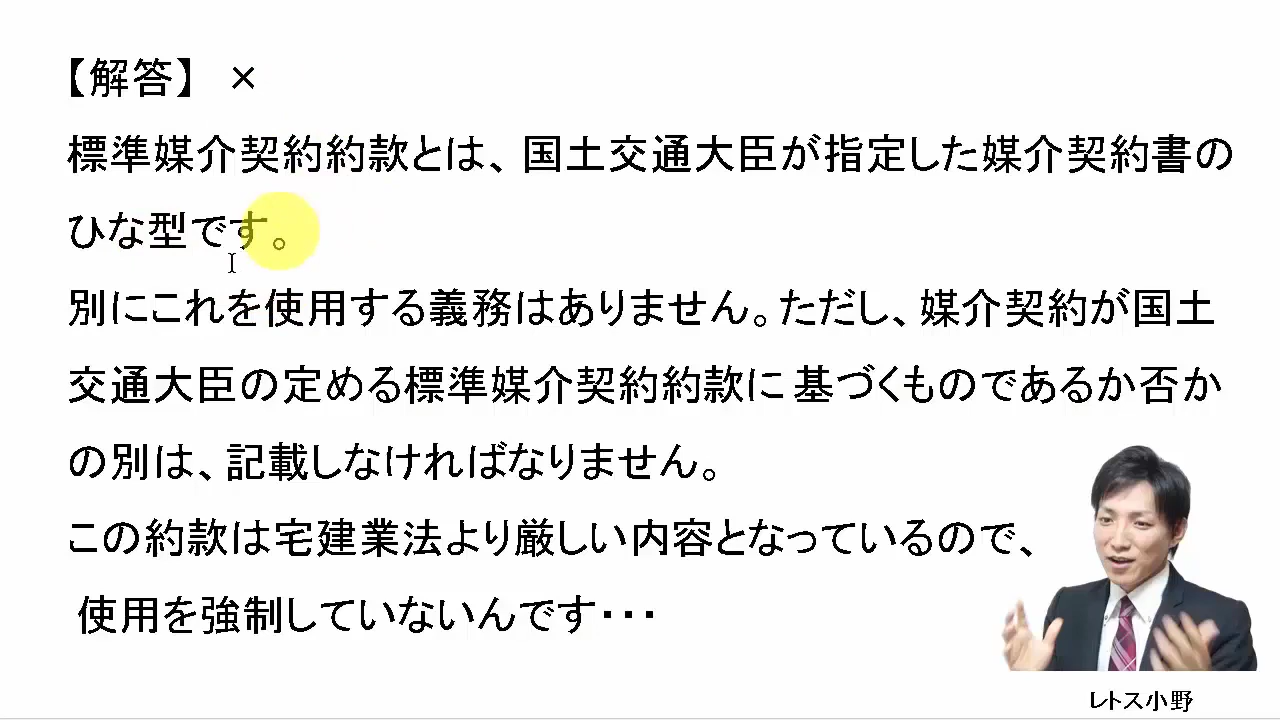 【解答】 ×
標準媒介契約約款とは、国土交通大臣が指定した媒介契約書の
ひな型です。
別にこれを使用する義務はありません。ただし、媒介契約が国土
交通大臣の定める標準媒介契約約款に基づくものであるか否か
の別は、記載しなければなりません。
この約款は宅建業法より厳しい内容となっているので、
使用を強制していないんです・・・
レトス小野